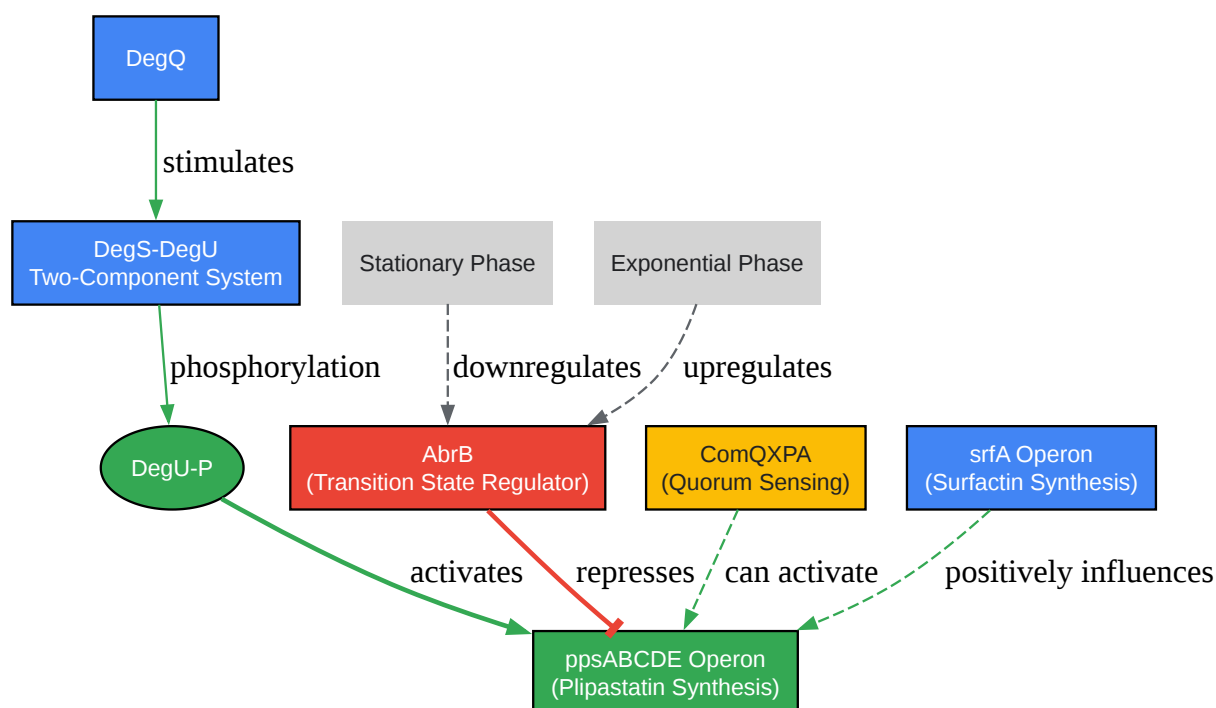 DegQ
stimulates
DegS-DegU
Two-Component System
Stationary Phase
Exponential Phase
phosphorylation
downregulates
upregulates
DegU-P
AbrB
(Transition State Regulator)
ComQXPA
(Quorum Sensing)
srfA Operon
(Surfactin Synthesis)
activates
represses
can activate
positively influences
ppsABCDE Operon
(Plipastatin Synthesis)